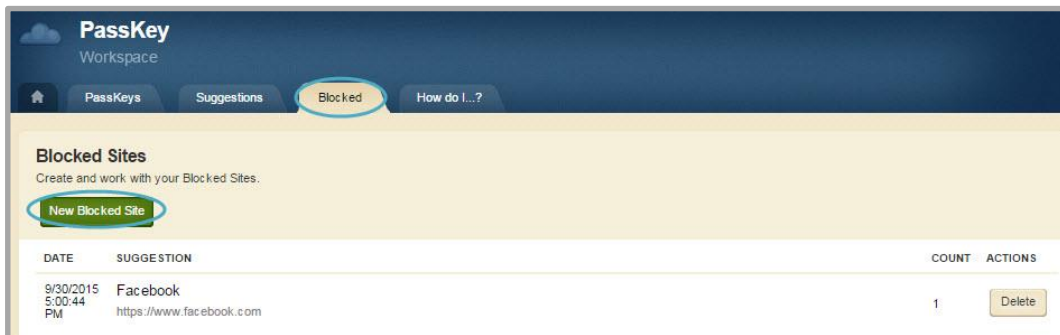 PassKey
Workspace
PassKeys Suggestions Blocked How do I...?
Blocked Sites
Create and work with your Blocked Sites.
New Blocked Site
DATE SUGGESTION COUNT ACTIONS
9/30/2015 Facebook
5:00:44
PM https://www.facebook.com 1 Delete